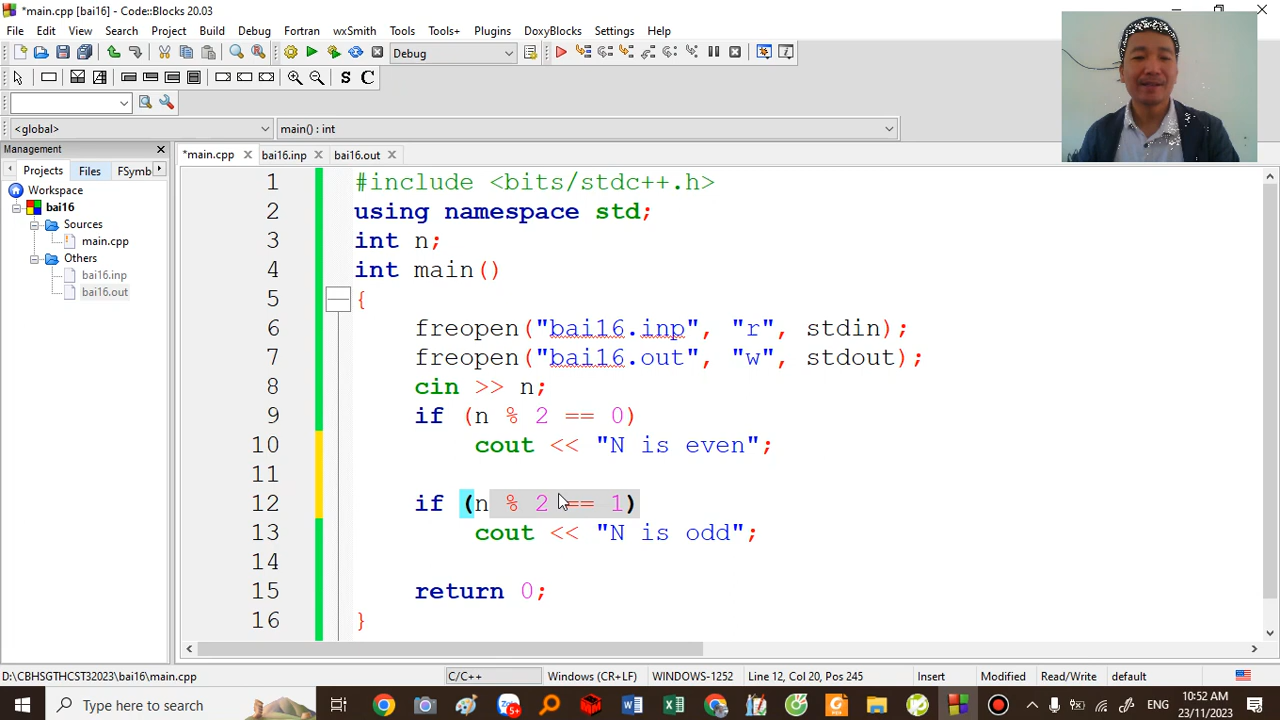 *main.cpp [bai16] - Code::Blocks 20.03
File Edit View Search Project Build Debug Fortran wxSmith Tools Tools+ Plugins DoxyBlocks Settings Help
Debug
S C
<global>
main() : int
Management
Projects Files FSymb
Workspace
bai16
Sources
main.cpp
Others
bai16.inp
bai16.out
*main.cpp bai16.inp bai16.out
1 #include <bits/stdc++.h>
2 using namespace std;
3 int n;
4 int main()
5 {
6 freopen("bai16.inp", "r", stdin);
7 freopen("bai16.out", "w", stdout);
8 cin >> n;
9 if (n % 2 == 0)
10 cout << "N is even";
11
12 if (n % 2 == 1)
13 cout << "N is odd";
14
15 return 0;
16 }
D:\CBHSGTHCST32023\bai16\main.cpp C/C++ Windows (CR+LF) WINDOWS-1252 Line 12, Col 20, Pos 245 Insert Modified Read/Write default
Type here to search
5+
ENG
10:52 AM
23/11/2023